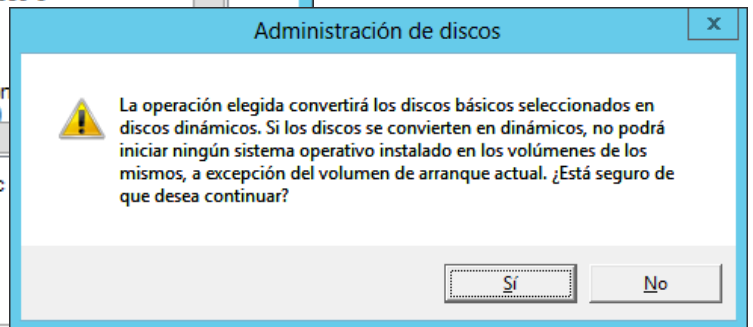 Administración de discos
x
La operación elegida convertirá los discos básicos seleccionados en
discos dinámicos. Si los discos se convierten en dinámicos, no podrá
iniciar ningún sistema operativo instalado en los volúmenes de los
mismos, a excepción del volumen de arranque actual. ¿Está seguro de
que desea continuar?
Sí
No